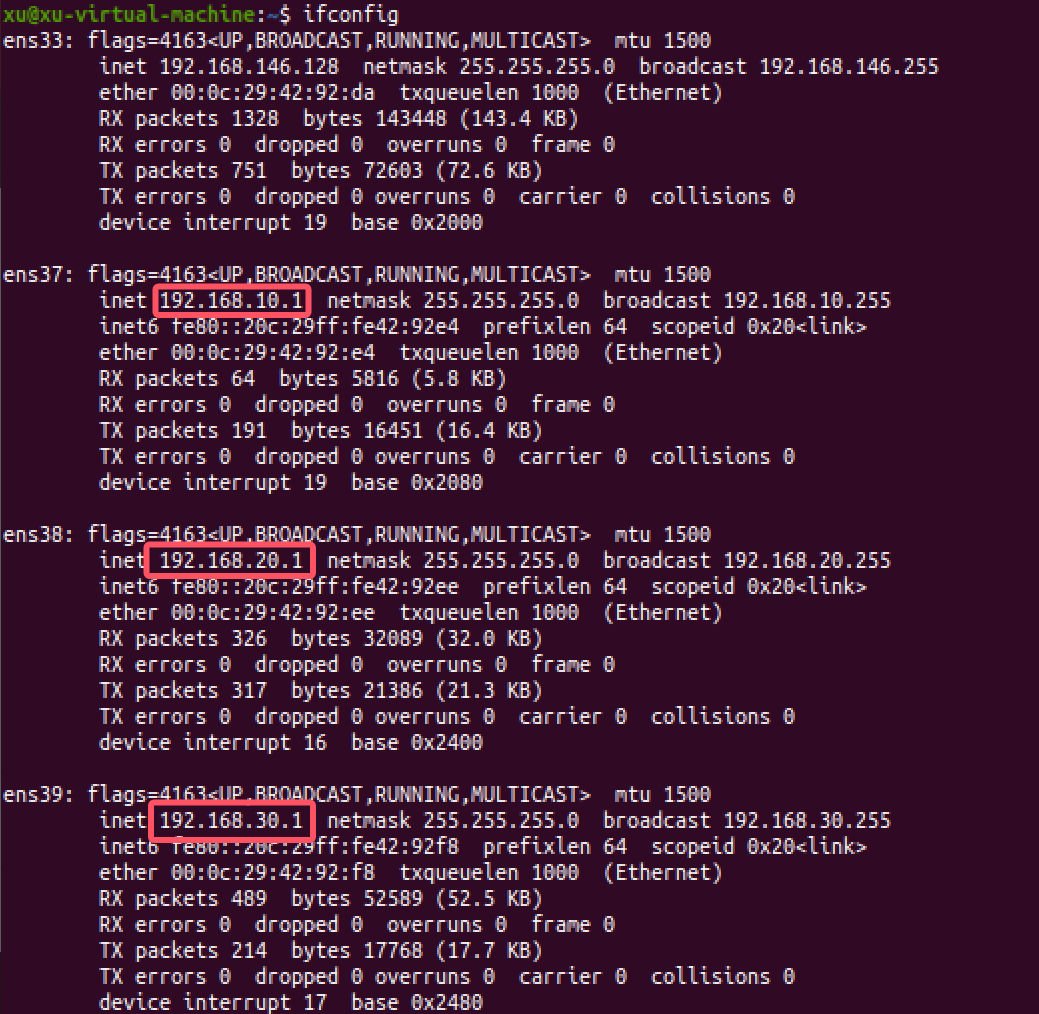 xu@xu-virtual-machine:~$ ifconfig
ens33: flags=4163<UP,BROADCAST,RUNNING,MULTICAST>  mtu 1500
        inet 192.168.146.128  netmask 255.255.255.0  broadcast 192.168.146.255
        ether 00:0c:29:42:92:da  txqueuelen 1000  (Ethernet)
        RX packets 1328  bytes 143448 (143.4 KB)
        RX errors 0  dropped 0  overruns 0  frame 0
        TX packets 751  bytes 72603 (72.6 KB)
        TX errors 0  dropped 0 overruns 0  carrier 0  collisions 0
        device interrupt 19  base 0x2000

ens37: flags=4163<UP,BROADCAST,RUNNING,MULTICAST>  mtu 1500
        inet 192.168.10.1  netmask 255.255.255.0  broadcast 192.168.10.255
        inet6 fe80::20c:29ff:fe42:92e4  prefixlen 64  scopeid 0x20<link>
        ether 00:0c:29:42:92:e4  txqueuelen 1000  (Ethernet)
        RX packets 64  bytes 5816 (5.8 KB)
        RX errors 0  dropped 0  overruns 0  frame 0
        TX packets 191  bytes 16451 (16.4 KB)
        TX errors 0  dropped 0 overruns 0  carrier 0  collisions 0
        device interrupt 19  base 0x2080

ens38: flags=4163<UP,BROADCAST,RUNNING,MULTICAST>  mtu 1500
        inet 192.168.20.1  netmask 255.255.255.0  broadcast 192.168.20.255
        inet6 fe80::20c:29ff:fe42:92ee  prefixlen 64  scopeid 0x20<link>
        ether 00:0c:29:42:92:ee  txqueuelen 1000  (Ethernet)
        RX packets 326  bytes 32089 (32.0 KB)
        RX errors 0  dropped 0  overruns 0  frame 0
        TX packets 317  bytes 21386 (21.3 KB)
        TX errors 0  dropped 0 overruns 0  carrier 0  collisions 0
        device interrupt 16  base 0x2400

ens39: flags=4163<UP,BROADCAST,RUNNING,MULTICAST>  mtu 1500
        inet 192.168.30.1  netmask 255.255.255.0  broadcast 192.168.30.255
        inet6 fe80::20c:29ff:fe42:92f8  prefixlen 64  scopeid 0x20<link>
        ether 00:0c:29:42:92:f8  txqueuelen 1000  (Ethernet)
        RX packets 489  bytes 52589 (52.5 KB)
        RX errors 0  dropped 0  overruns 0  frame 0
        TX packets 214  bytes 17768 (17.7 KB)
        TX errors 0  dropped 0 overruns 0  carrier 0  collisions 0
        device interrupt 17  base 0x2480